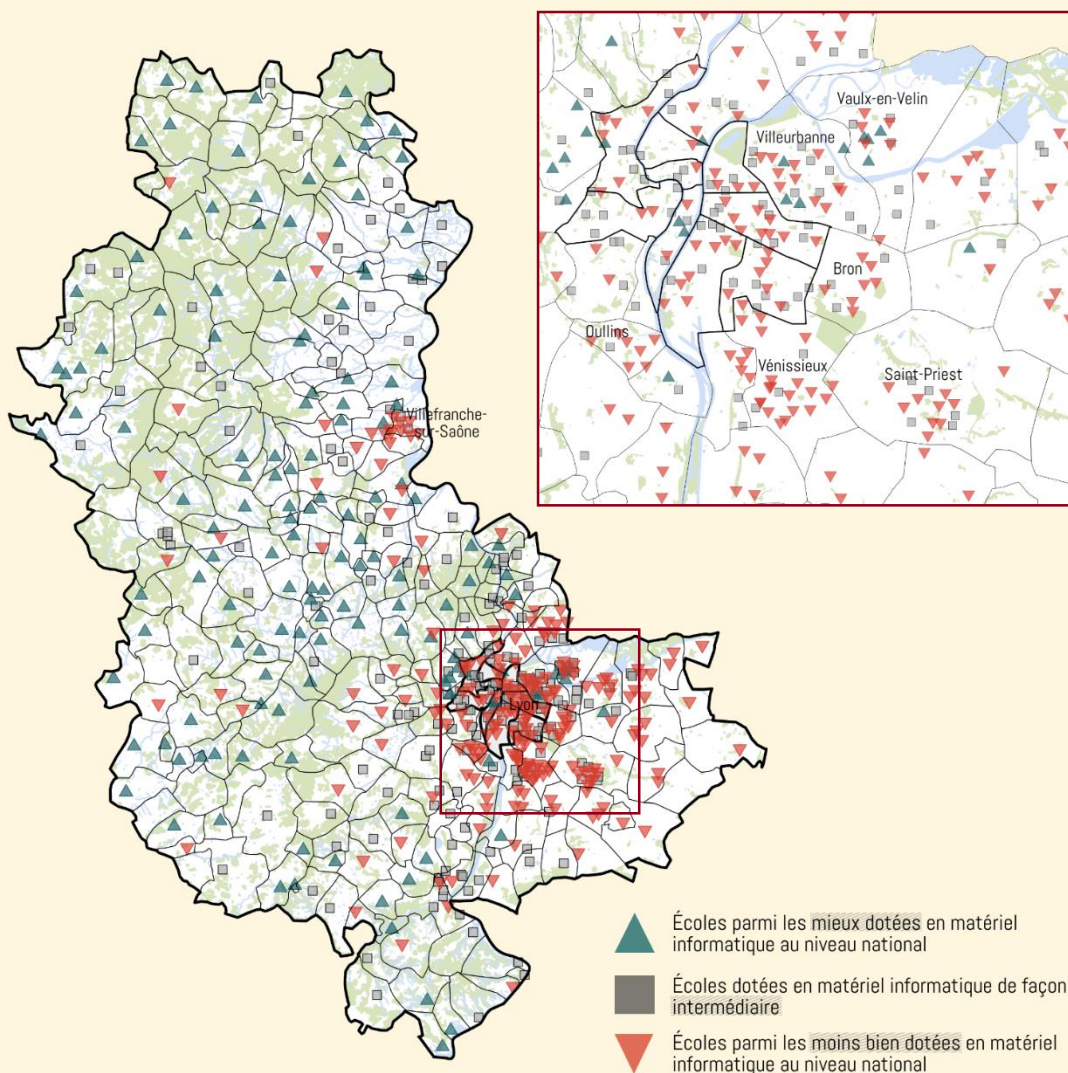 Vaulx-en-Velin
Villeurbanne
Bron
Oullins
Vénissieux
Saint-Priest
Villefranche-
sur-Saône
Lyon
Écoles parmi les mieux dotées en matériel
informatique au niveau national
Écoles dotées en matériel informatique de façon
intermédiaire
Écoles parmi les moins bien dotées en matériel
informatique au niveau national